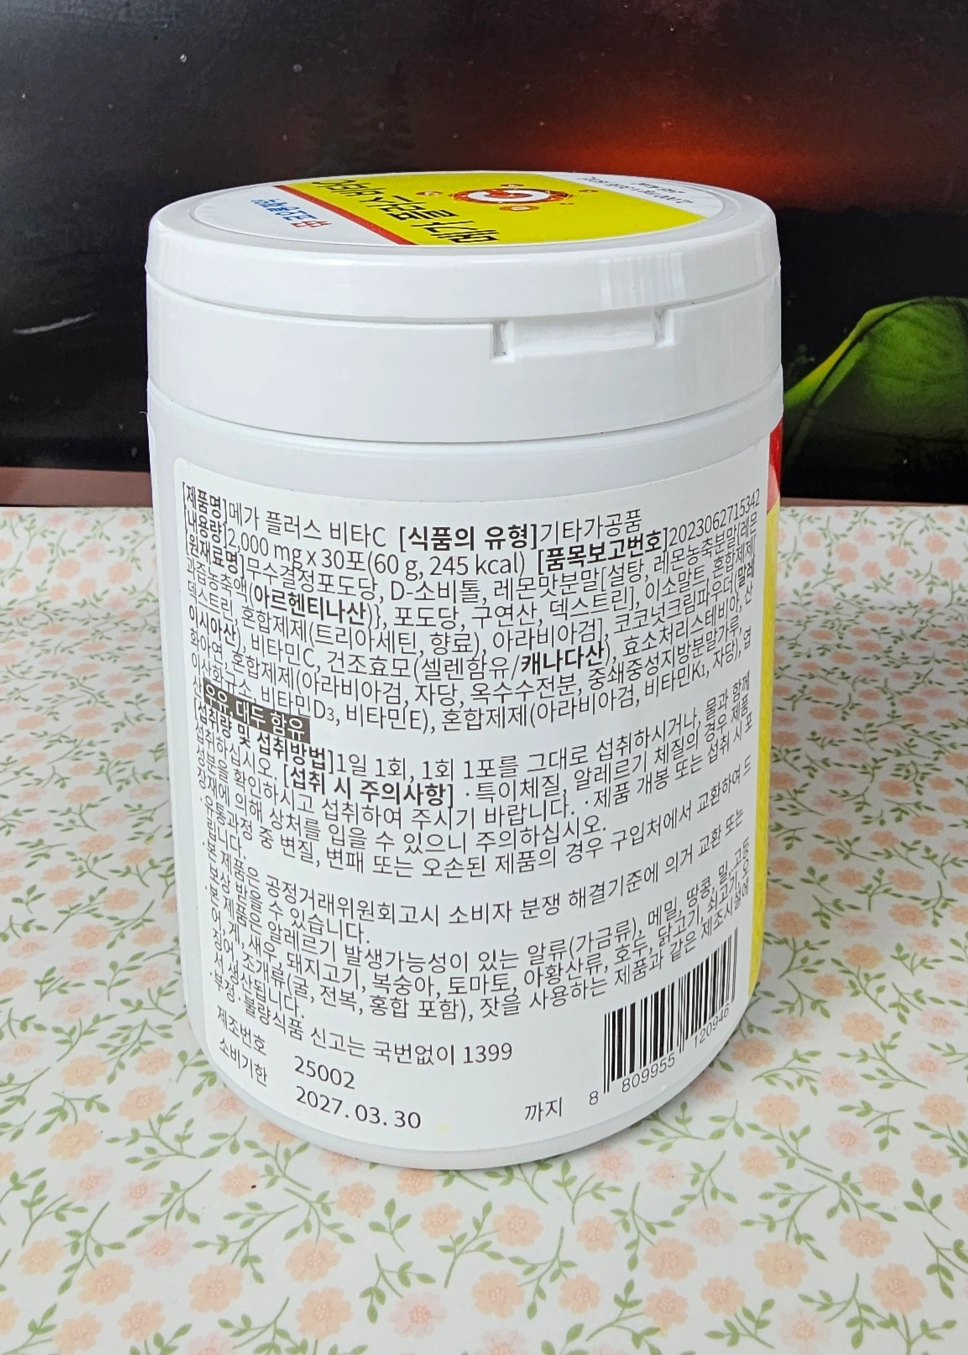 메가 플러스 비타C
[제품명]메가 플러스 비타C [식품의 유형]기타가공품
[내용량]2,000 mg x 30포(60 g, 245 kcal) [품목보고번호]2023062715342
[원재료명]무수결정포도당, D-소비톨, 레몬맛분말[설탕, 레몬농축분말{레몬
과즙농축액(아르헨티나산)}, 포도당, 구연산, 덱스트린], 이소말트, 혼합제제[
덱스트린, 혼합제제(트리아세틴, 향료), 아라비아검], 코코넛크림파우더(말레
이시아산), 비타민C, 건조효모(셀렌함유/캐나다산), 효소처리스테비아, 산
화아연, 혼합제제(아라비아검, 자당, 옥수수전분, 중쇄중성지방분말가루,
이산화규소, 비타민D3, 비타민E), 혼합제제(아라비아검, 비타민K1, 자당), 엽
산 우유, 대두 함유
[섭취량 및 섭취방법]1일 1회, 1회 1포를 그대로 섭취하시거나, 물과 함께
섭취하십시오. [섭취 시 주의사항] ·특이체질, 알레르기 체질의 경우 제품
성분을 확인하시고 섭취하여 주시기 바랍니다. ·제품 개봉 또는 섭취 시 포
장재에 의해 상처를 입을 수 있으니 주의하십시오.
·유통과정 중 변질, 변패 또는 오손된 제품의 경우 구입처에서 교환하여 드
립니다.
·본 제품은 공정거래위원회고시 소비자 분쟁 해결기준에 의거 교환 또는
보상 받을 수 있습니다.
·본 제품은 알레르기 발생가능성이 있는 알류(가금류), 메밀, 땅콩, 밀, 고등
어, 게, 새우, 돼지고기, 복숭아, 토마토, 아황산류, 호두, 닭고기, 쇠고기, 오
징어, 조개류(굴, 전복, 홍합 포함), 잣을 사용하는 제품과 같은 제조시설에
서 생산됩니다.
·부정·불량식품 신고는 국번없이 1399
제조번호 25002
소비기한 2027.03.30 까지
8 809955 120946